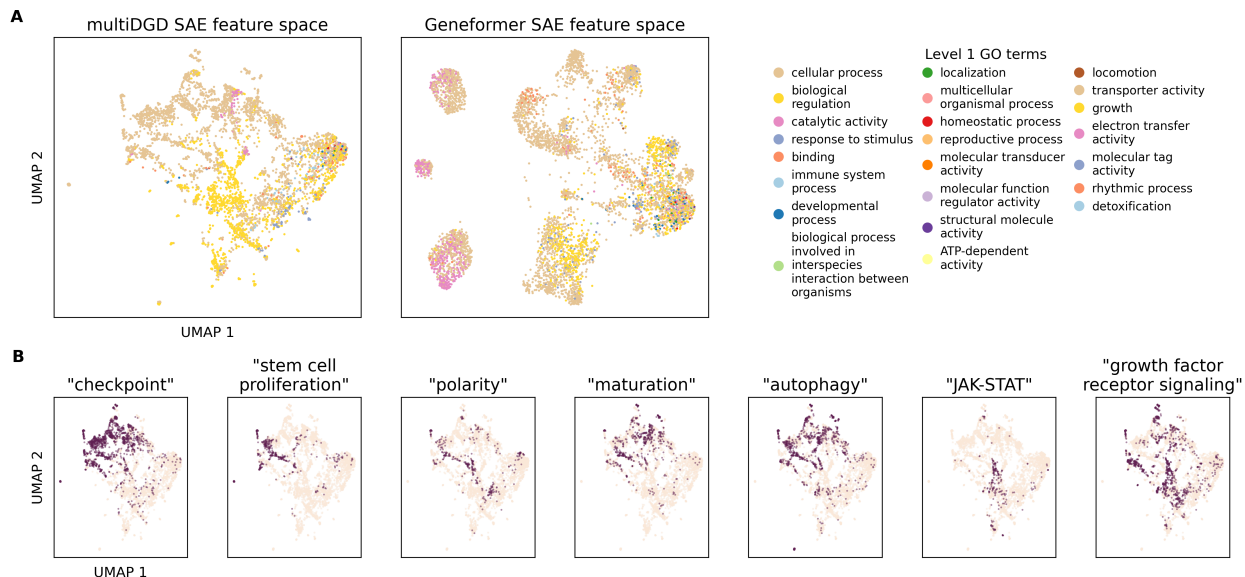 A
multiDGD SAE feature space
Geneformer SAE feature space
UMAP 2
UMAP 1
Level 1 GO terms
cellular process
biological
regulation
catalytic activity
response to stimulus
binding
immune system
process
developmental
process
biological process
involved in
interspecies
interaction between
organisms
localization
multicellular
organismal process
homeostatic process
reproductive process
molecular transducer
activity
molecular function
regulator activity
structural molecule
activity
ATP-dependent
activity
locomotion
transporter activity
growth
electron transfer
activity
molecular tag
activity
rhythmic process
detoxification
B
"checkpoint"
"stem cell
proliferation"
"polarity"
"maturation"
"autophagy"
"JAK-STAT"
"growth factor
receptor signaling"
UMAP 2
UMAP 1